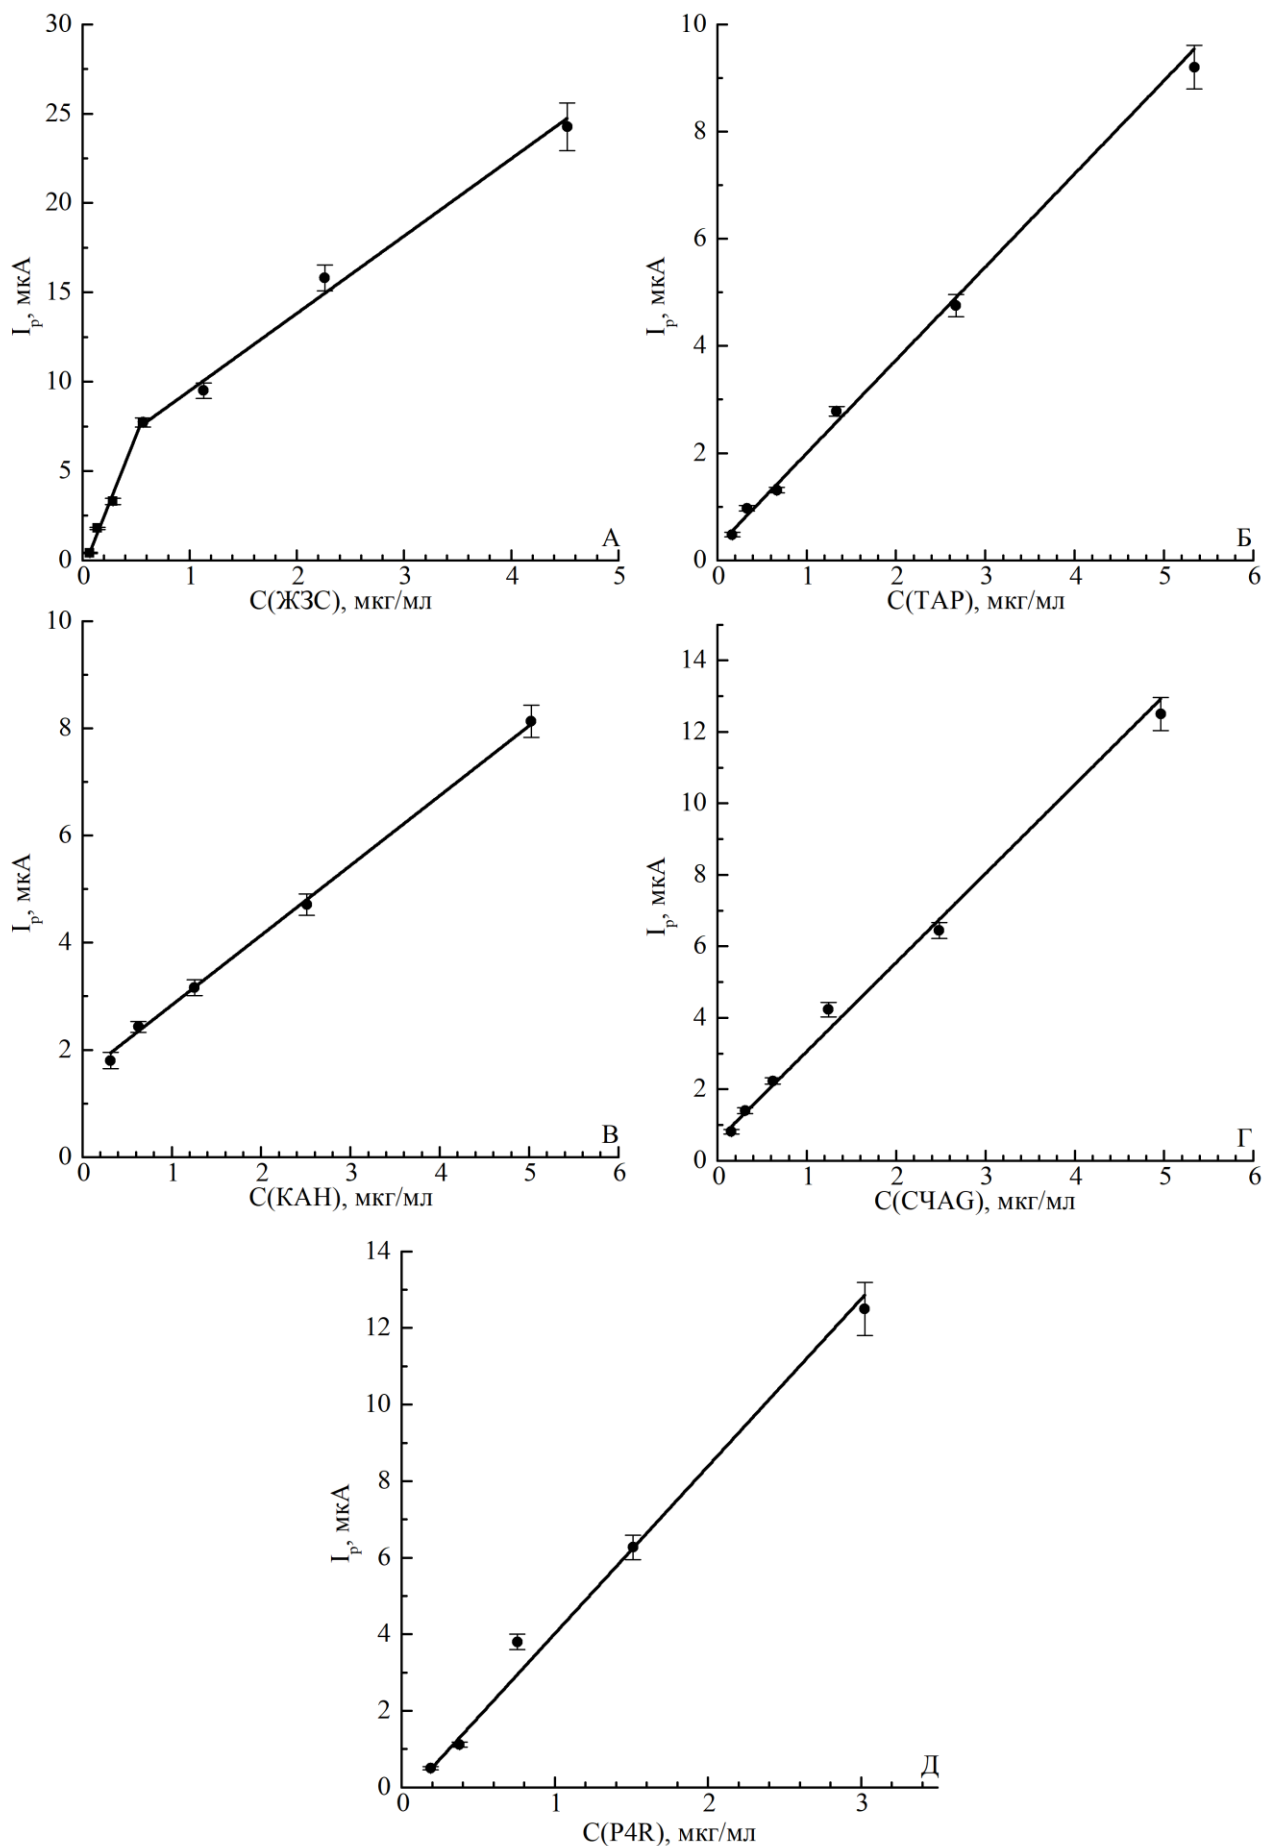 30
25
20
15
10
5
0
I_p, мкА
0 1 2 3 4 5
А
С(ЖЗС), мкг/мл
10
8
6
4
2
0
I_p, мкА
0 1 2 3 4 5 6
Б
С(ТАР), мкг/мл
10
8
6
4
2
0
I_p, мкА
0 1 2 3 4 5 6
В
С(КАН), мкг/мл
14
12
10
8
6
4
2
0
I_p, мкА
0 1 2 3 4 5 6
Г
С(СЧAG), мкг/мл
14
12
10
8
6
4
2
0
I_p, мкА
0 1 2 3
Д
С(P4R), мкг/мл